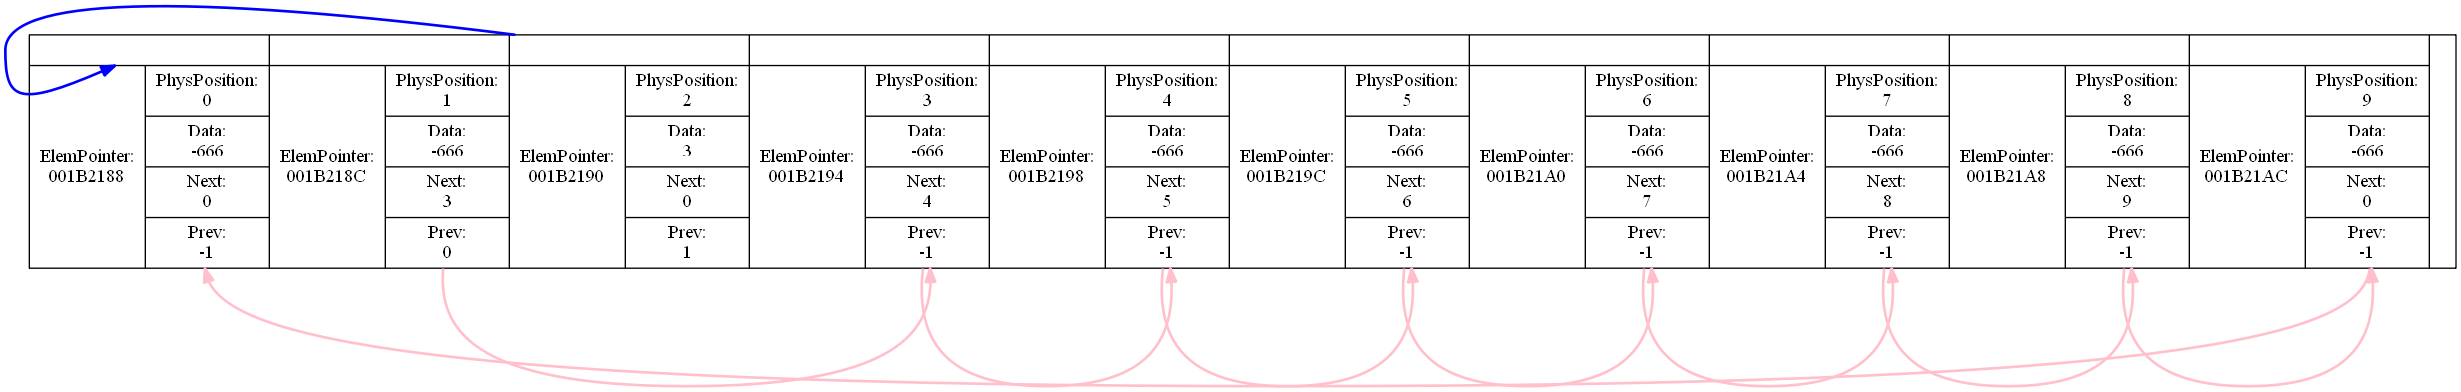 ElemPointer:
001B2188
PhysPosition:
0
Data:
-666
Next:
0
Prev:
-1
ElemPointer:
001B218C
PhysPosition:
1
Data:
-666
Next:
3
Prev:
0
ElemPointer:
001B2190
PhysPosition:
2
Data:
3
Next:
0
Prev:
1
ElemPointer:
001B2194
PhysPosition:
3
Data:
-666
Next:
4
Prev:
-1
ElemPointer:
001B2198
PhysPosition:
4
Data:
-666
Next:
5
Prev:
-1
ElemPointer:
001B219C
PhysPosition:
5
Data:
-666
Next:
6
Prev:
-1
ElemPointer:
001B21A0
PhysPosition:
6
Data:
-666
Next:
7
Prev:
-1
ElemPointer:
001B21A4
PhysPosition:
7
Data:
-666
Next:
8
Prev:
-1
ElemPointer:
001B21A8
PhysPosition:
8
Data:
-666
Next:
9
Prev:
-1
ElemPointer:
001B21AC
PhysPosition:
9
Data:
-666
Next:
0
Prev:
-1